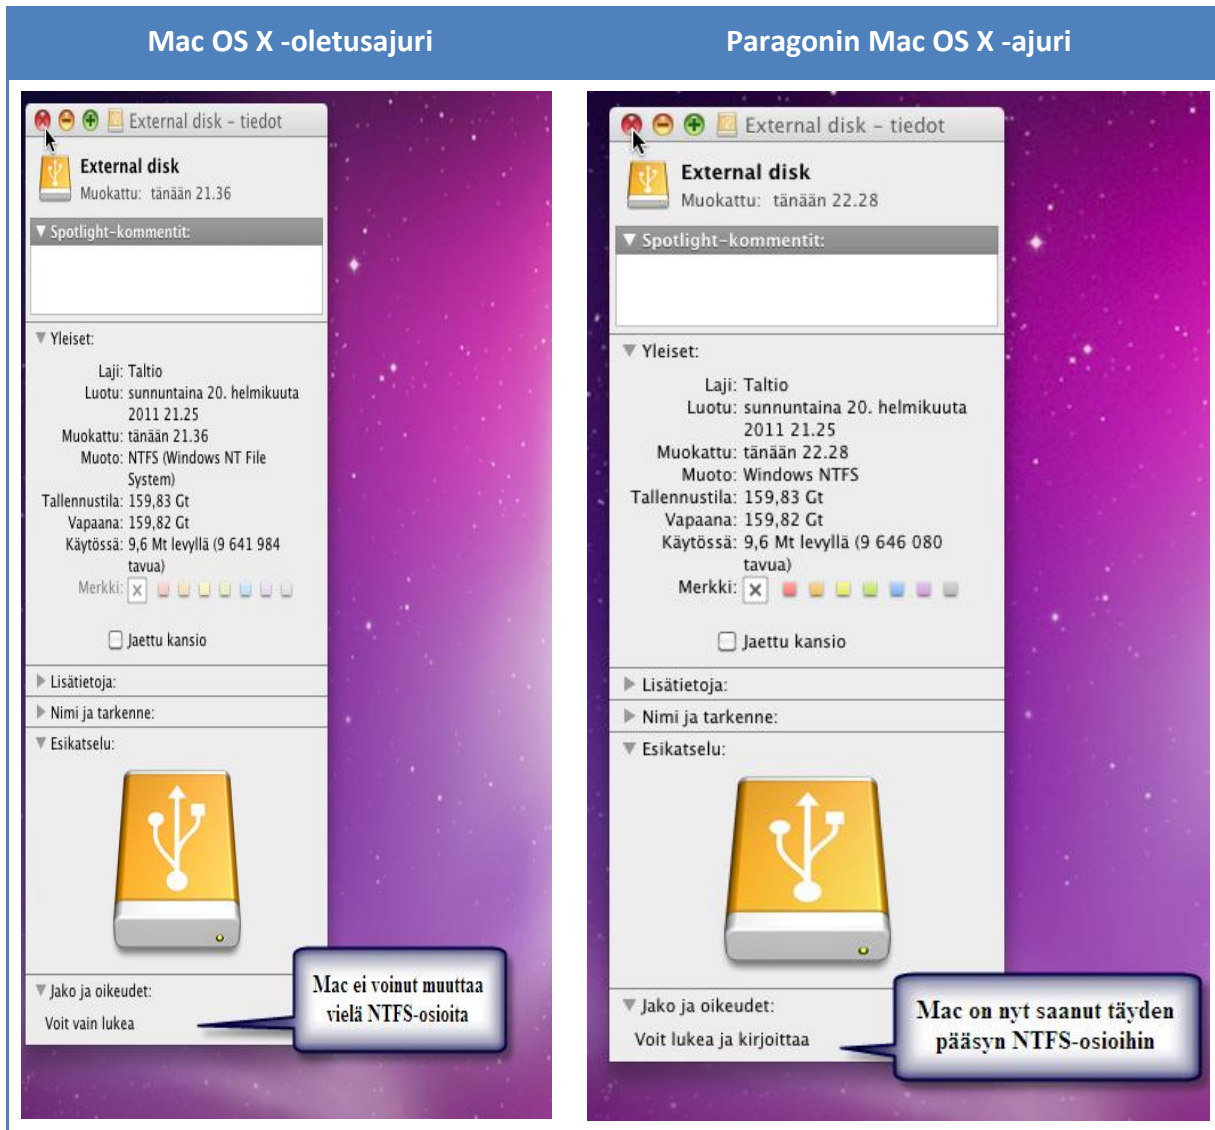 Mac OS X -oletusajuri
Paragonin Mac OS X -ajuri
External disk – tiedot
External disk
Muokattu: tänään 21.36
Spotlight-kommentit:
Yleiset:
Laji: Taltio
Luotu: sunnuntaina 20. helmikuuta
2011 21.25
Muokattu: tänään 21.36
Muoto: NTFS (Windows NT File
System)
Tallennustila: 159,83 Gt
Vapaana: 159,82 Gt
Käytössä: 9,6 Mt levyllä (9 641 984
tavua)
Merkki:
Jaettu kansio
Lisätietoja:
Nimi ja tarkenne:
Esikatselu:
Jako ja oikeudet:
Voit vain lukea
Mac ei voinut muuttaa
vielä NTFS-osioita
External disk – tiedot
External disk
Muokattu: tänään 22.28
Spotlight-kommentit:
Yleiset:
Laji: Taltio
Luotu: sunnuntaina 20. helmikuuta
2011 21.25
Muokattu: tänään 22.28
Muoto: Windows NTFS
Tallennustila: 159,83 Gt
Vapaana: 159,82 Gt
Käytössä: 9,6 Mt levyllä (9 646 080
tavua)
Merkki:
Jaettu kansio
Lisätietoja:
Nimi ja tarkenne:
Esikatselu:
Jako ja oikeudet:
Voit lukea ja kirjoittaa
Mac on nyt saanut täyden
pääsyn NTFS-osioihin